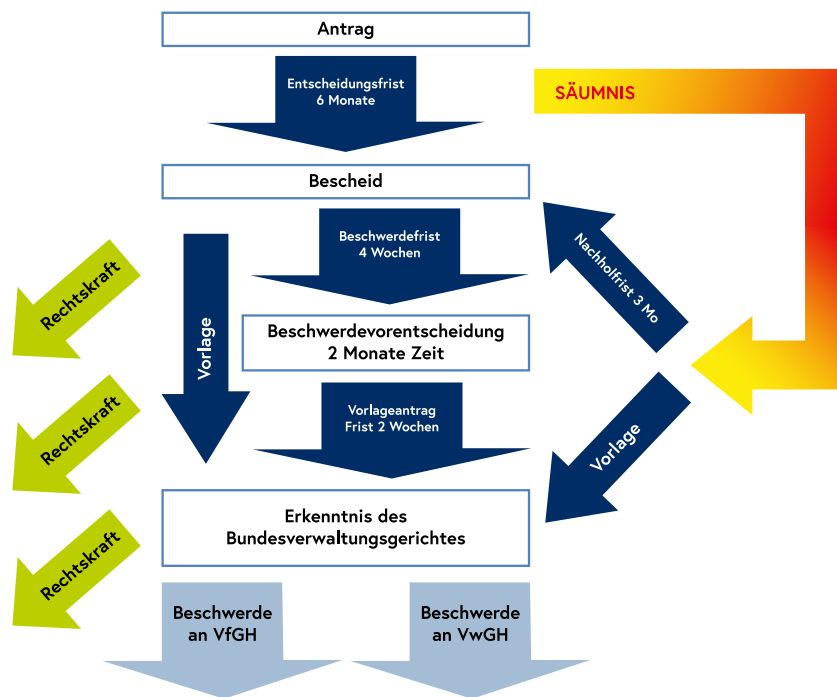 Antrag
Entscheidungsfrist
6 Monate
SÄUMNIS
Bescheid
Beschwerdefrist
4 Wochen
Nachholfrist 3 Mo
Rechtskraft
Vorlage
Beschwerdevorentscheidung
2 Monate Zeit
Vorlageantrag
Frist 2 Wochen
Vorlage
Rechtskraft
Erkenntnis des
Bundesverwaltungsgerichtes
Rechtskraft
Beschwerde
an VfGH
Beschwerde
an VwGH